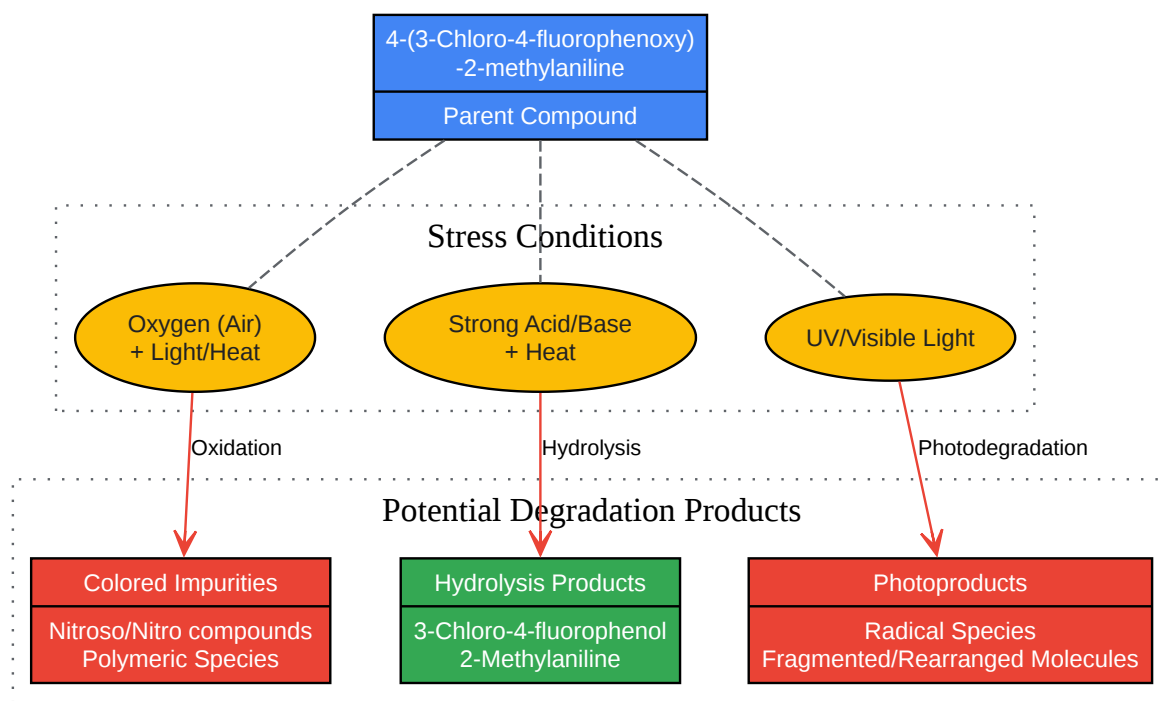 4-(3-Chloro-4-fluorophenoxy)
-2-methylaniline
Parent Compound
Stress Conditions
Oxygen (Air)
+ Light/Heat
Strong Acid/Base
+ Heat
UV/Visible Light
Oxidation
Hydrolysis
Photodegradation
Potential Degradation Products
Colored Impurities
Nitroso/Nitro compounds
Polymeric Species
Hydrolysis Products
3-Chloro-4-fluorophenol
2-Methylaniline
Photoproducts
Radical Species
Fragmented/Rearranged Molecules